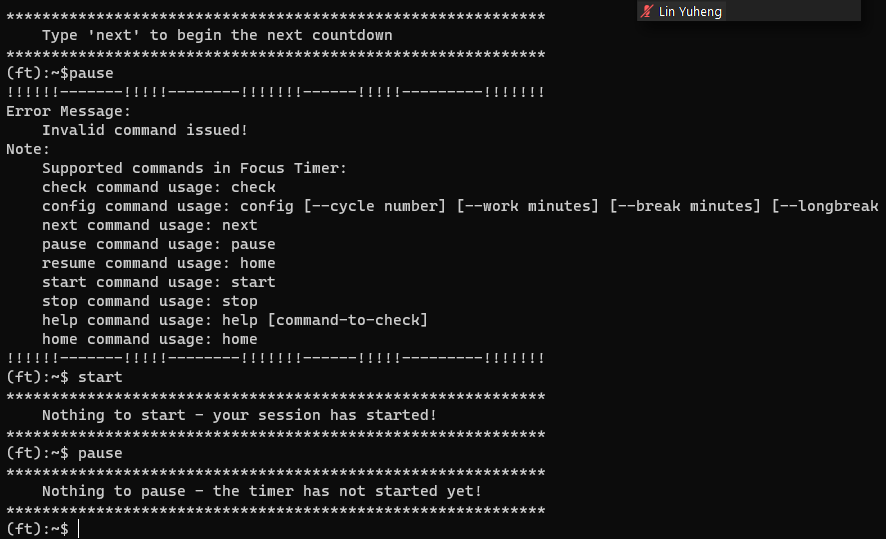 Lin Yuheng
************************************************************
Type 'next' to begin the next countdown
************************************************************
(ft):~$pause
!!!!!!-------!!!!!--------!!!!!!!------!!!!!---------!!!!!!!
Error Message:
Invalid command issued!
Note:
Supported commands in Focus Timer:
check command usage: check
config command usage: config [--cycle number] [--work minutes] [--break minutes] [--longbreak
next command usage: next
pause command usage: pause
resume command usage: home
start command usage: start
stop command usage: stop
help command usage: help [command-to-check]
home command usage: home
!!!!!!-------!!!!!--------!!!!!!!------!!!!!---------!!!!!!!
(ft):~$ start
************************************************************
Nothing to start - your session has started!
************************************************************
(ft):~$ pause
************************************************************
Nothing to pause - the timer has not started yet!
************************************************************
(ft):~$